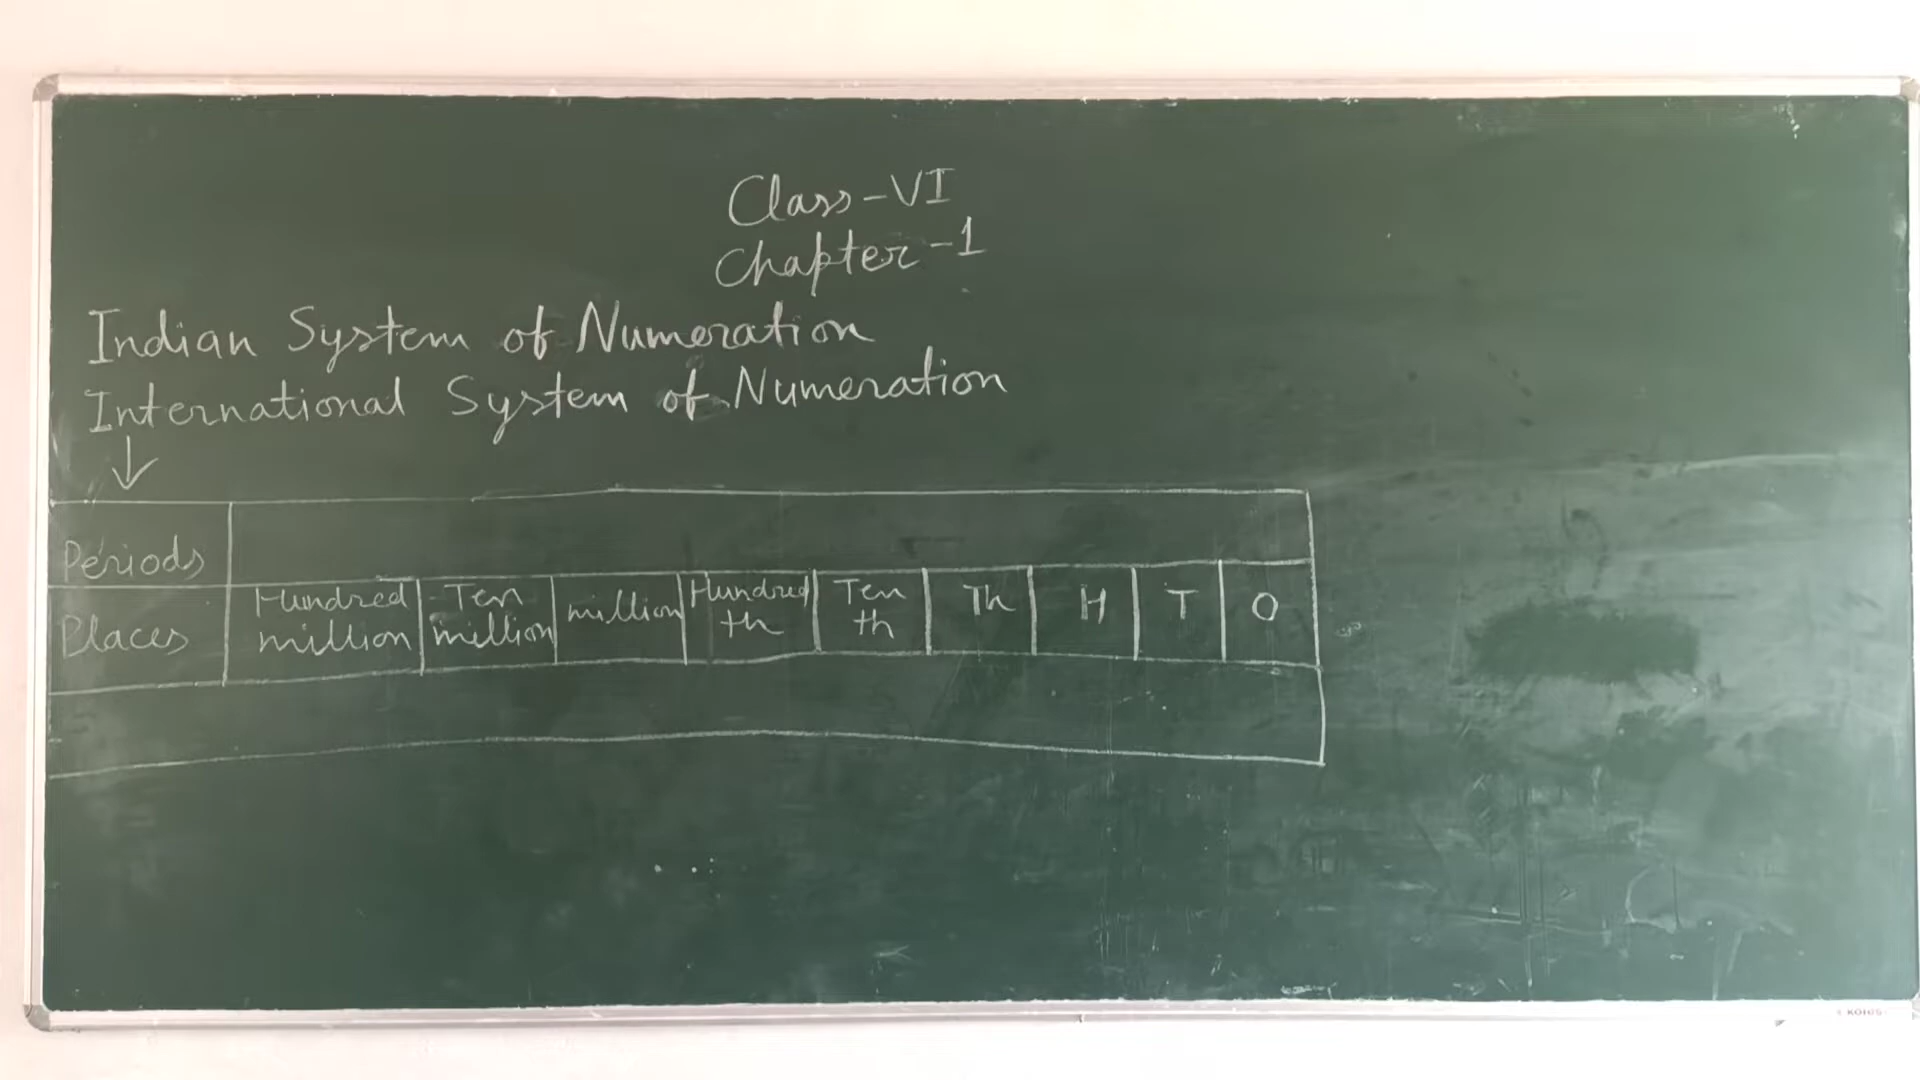 Class-VI
Chapter-1
Indian System of Numeration
International System of Numeration
↓
Periods
Places Hundred million Ten million million Hundred th Ten th Th H T O
KOIOS